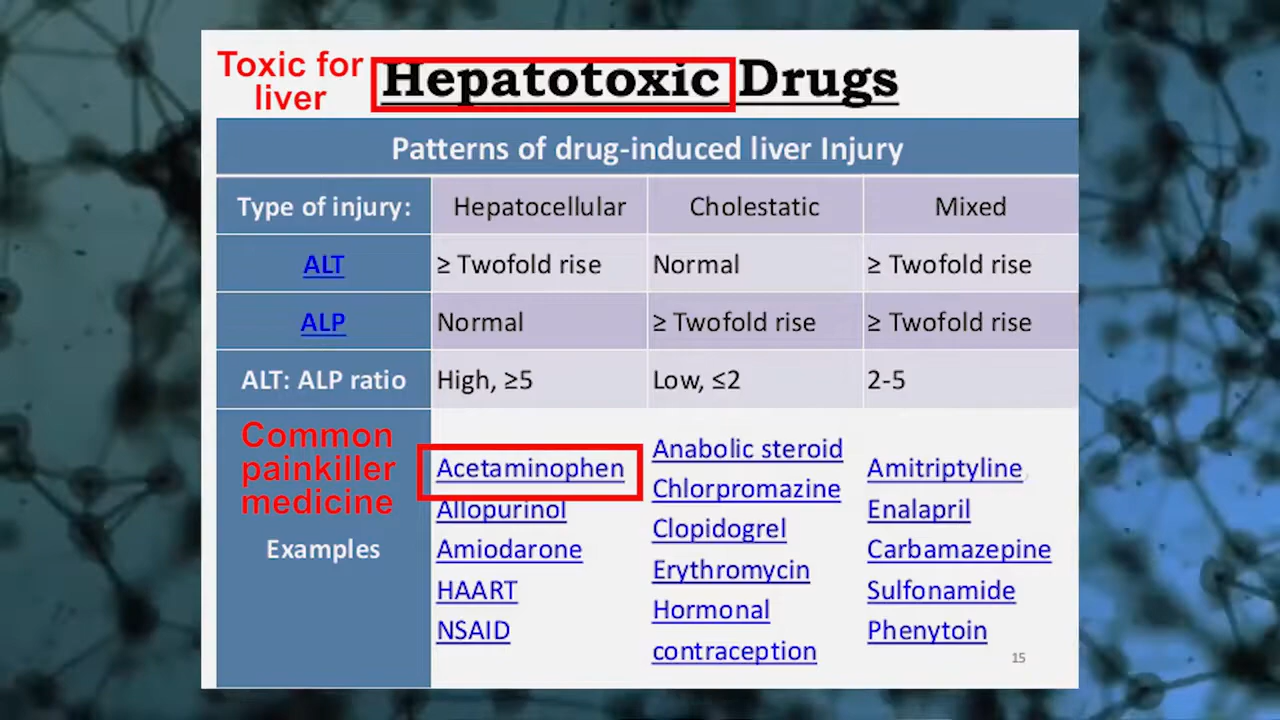 Toxic for
liver
Hepatotoxic Drugs
Patterns of drug-induced liver Injury
Type of injury: Hepatocellular Cholestatic Mixed
ALT ≥ Twofold rise Normal ≥ Twofold rise
ALP Normal ≥ Twofold rise ≥ Twofold rise
ALT: ALP ratio High, ≥5 Low, ≤2 2-5
Common
painkiller
medicine
Examples
Acetaminophen
Allopurinol
Amiodarone
HAART
NSAID
Anabolic steroid
Chlorpromazine
Clopidogrel
Erythromycin
Hormonal
contraception
Amitriptyline,
Enalapril
Carbamazepine
Sulfonamide
Phenytoin
15